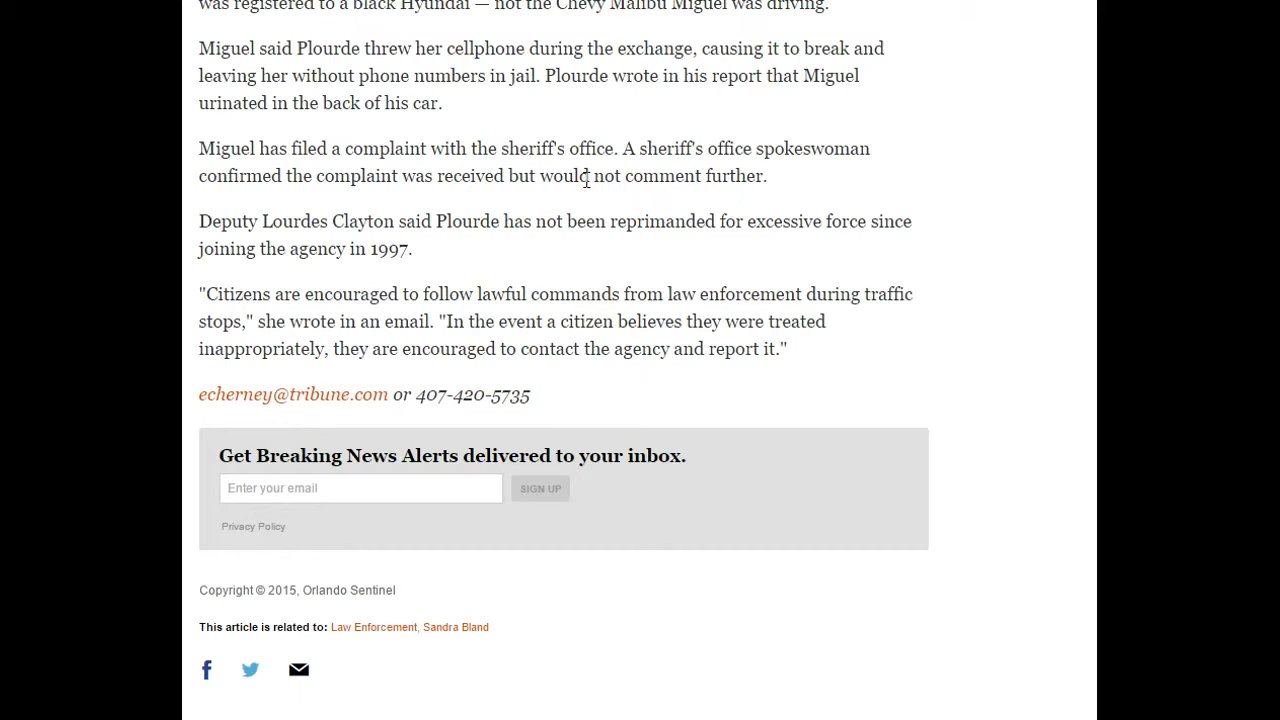 was registered to a black Hyundai — not the Chevy Malibu Miguel was driving.
Miguel said Plourde threw her cellphone during the exchange, causing it to break and
leaving her without phone numbers in jail. Plourde wrote in his report that Miguel
urinated in the back of his car.
Miguel has filed a complaint with the sheriff's office. A sheriff's office spokeswoman
confirmed the complaint was received but would not comment further.
Deputy Lourdes Clayton said Plourde has not been reprimanded for excessive force since
joining the agency in 1997.
"Citizens are encouraged to follow lawful commands from law enforcement during traffic
stops," she wrote in an email. "In the event a citizen believes they were treated
inappropriately, they are encouraged to contact the agency and report it."
echerney@tribune.com or 407-420-5735
Get Breaking News Alerts delivered to your inbox.
Enter your email SIGN UP
Privacy Policy
Copyright © 2015, Orlando Sentinel
This article is related to: Law Enforcement, Sandra Bland